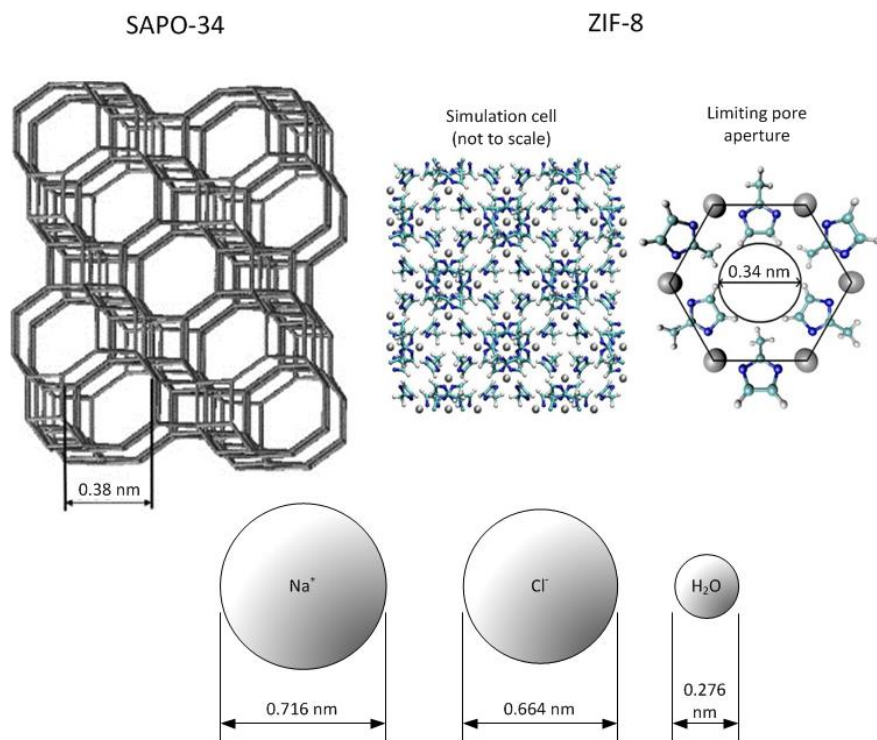 SAPO-34
ZIF-8
Simulation cell
(not to scale)
Limiting pore
aperture
0.34 nm
0.38 nm
Na⁺
Cl⁻
H₂O
0.716 nm
0.664 nm
0.276
nm